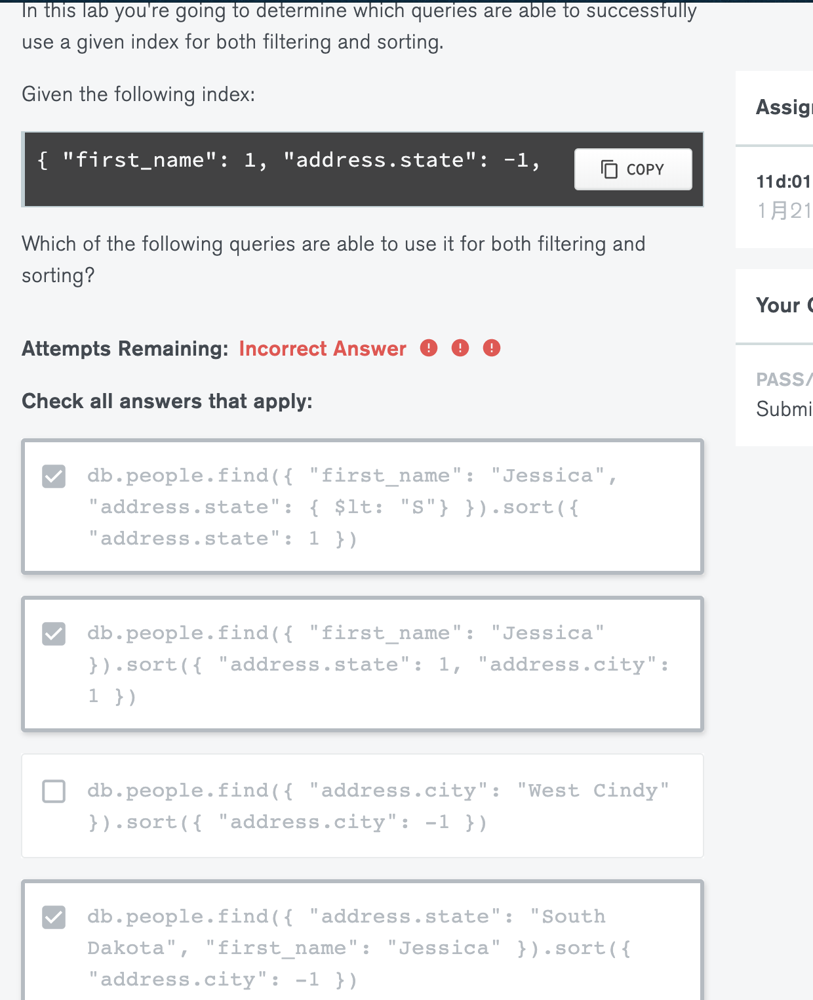 In this lab you're going to determine which queries are able to successfully
use a given index for both filtering and sorting.
Given the following index:
{ "first_name": 1, "address.state": -1,
COPY
Which of the following queries are able to use it for both filtering and
sorting?
Attempts Remaining: Incorrect Answer
Check all answers that apply:
db.people.find({ "first_name": "Jessica",
"address.state": { $lt: "S"} }).sort({
"address.state": 1 })
db.people.find({ "first_name": "Jessica"
}).sort({ "address.state": 1, "address.city":
1 })
db.people.find({ "address.city": "West Cindy"
}).sort({ "address.city": -1 })
db.people.find({ "address.state": "South
Dakota", "first_name": "Jessica" }).sort({
"address.city": -1 })
11d:01
1月21
Your
PASS/